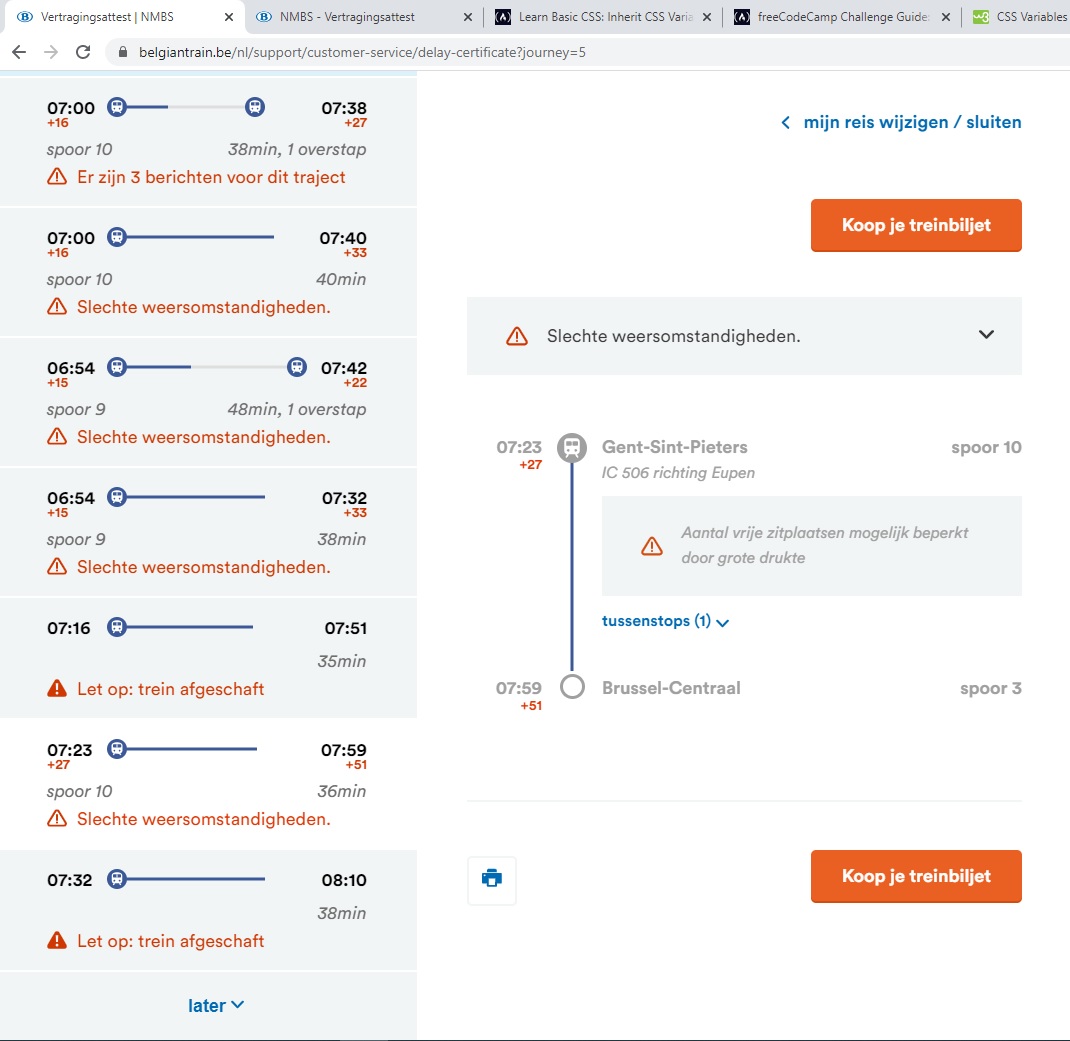 Vertragingsattest | NMBS
NMBS - Vertragingsattest
Learn Basic CSS: Inherit CSS Varia
freeCodeCamp Challenge Guide:
CSS Variables
belgiantrain.be/nl/support/customer-service/delay-certificate?journey=5
07:00 07:38
+16 +27
spoor 10 38min, 1 overstap
Er zijn 3 berichten voor dit traject
07:00 07:40
+16 +33
spoor 10 40min
Slechte weersomstandigheden.
06:54 07:42
+15 +22
spoor 9 48min, 1 overstap
Slechte weersomstandigheden.
06:54 07:32
+15 +33
spoor 9 38min
Slechte weersomstandigheden.
07:16 07:51
35min
Let op: trein afgeschaft
07:23 07:59
+27 +51
spoor 10 36min
Slechte weersomstandigheden.
07:32 08:10
38min
Let op: trein afgeschaft
later
mijn reis wijzigen / sluiten
Koop je treinbiljet
Slechte weersomstandigheden.
07:23 Gent-Sint-Pieters spoor 10
+27 IC 506 richting Eupen
Aantal vrije zitplaatsen mogelijk beperkt
door grote drukte
tussenstops (1)
07:59 Brussel-Centraal spoor 3
+51
Koop je treinbiljet